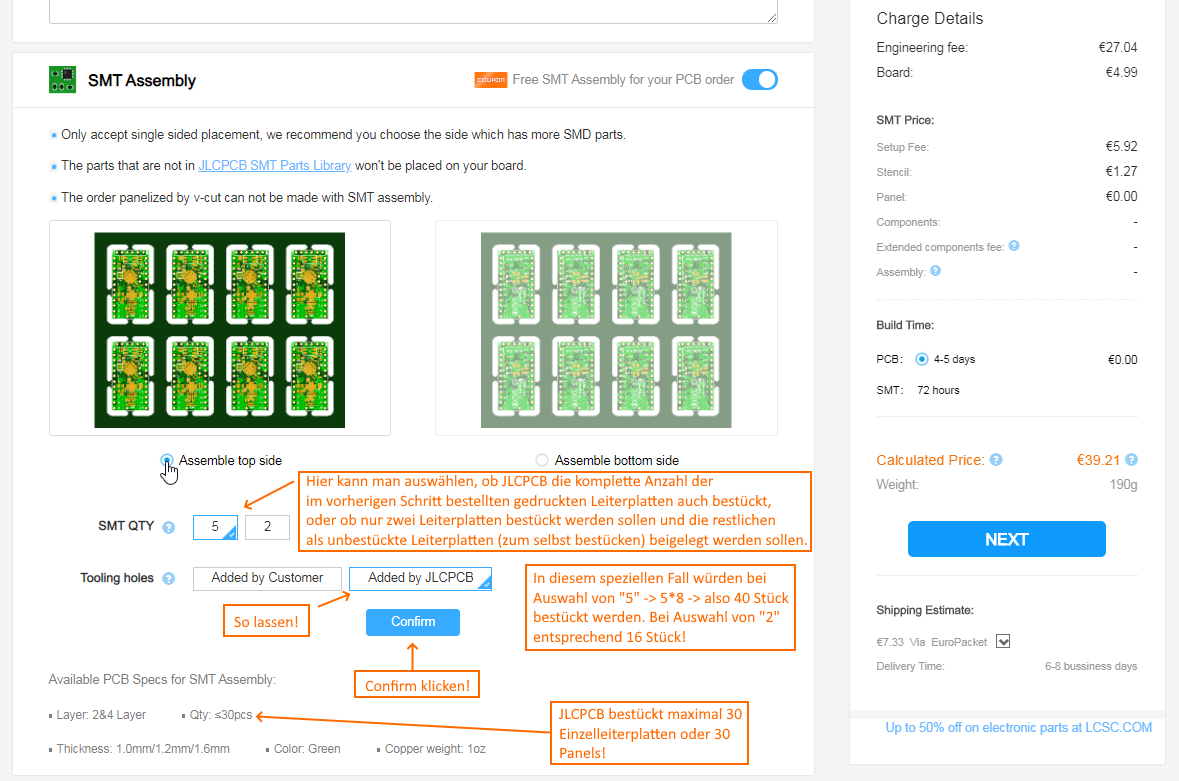 SMT Assembly
COUPON Free SMT Assembly for your PCB order
Only accept single sided placement, we recommend you choose the side which has more SMD parts.
The parts that are not in JLCPCB SMT Parts Library won't be placed on your board.
The order panelized by v-cut can not be made with SMT assembly.
Assemble top side
Assemble bottom side
Hier kann man auswählen, ob JLCPCB die komplette Anzahl der
im vorherigen Schritt bestellten gedruckten Leiterplatten auch bestückt,
oder ob nur zwei Leiterplatten bestückt werden sollen und die restlichen
als unbestückte Leiterplatten (zum selbst bestücken) beigelegt werden sollen.
SMT QTY ? 5 2
Tooling holes ? Added by Customer Added by JLCPCB
In diesem speziellen Fall würden bei
Auswahl von "5" -> 5*8 -> also 40 Stück
bestückt werden. Bei Auswahl von "2"
entsprechend 16 Stück!
So lassen!
Confirm
Confirm klicken!
Available PCB Specs for SMT Assembly:
Layer: 2&4 Layer
Qty: ≤30pcs
JLCPCB bestückt maximal 30
Einzelleiterplatten oder 30
Panels!
Thickness: 1.0mm/1.2mm/1.6mm
Color: Green
Copper weight: 1oz
Charge Details
Engineering fee: €27.04
Board: €4.99
SMT Price:
Setup Fee: €5.92
Stencil: €1.27
Panel: €0.00
Components: -
Extended components fee: ? -
Assembly: ? -
Build Time:
PCB: 4-5 days €0.00
SMT: 72 hours
Calculated Price: ? €39.21 ?
Weight: 190g
NEXT
Shipping Estimate:
€7.33 Via EuroPacket
Delivery Time: 6-8 bussiness days
Up to 50% off on electronic parts at LCSC.COM